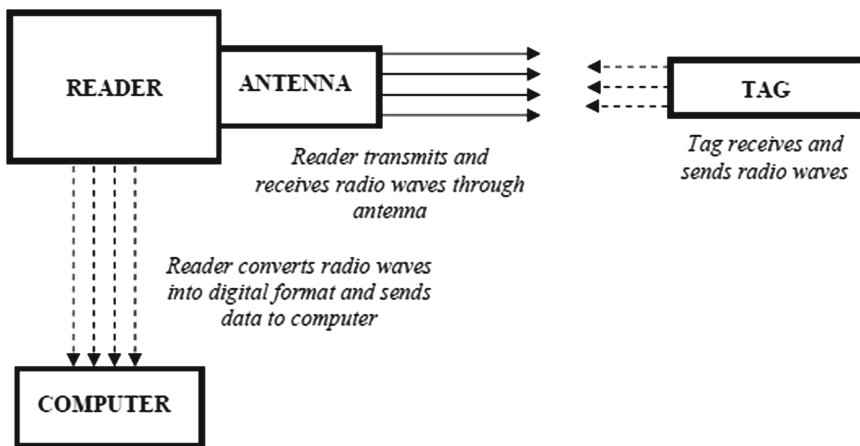 READER
ANTENNA
TAG
Reader transmits and
receives radio waves through
antenna
Tag receives and
sends radio waves
Reader converts radio waves
into digital format and sends
data to computer
COMPUTER